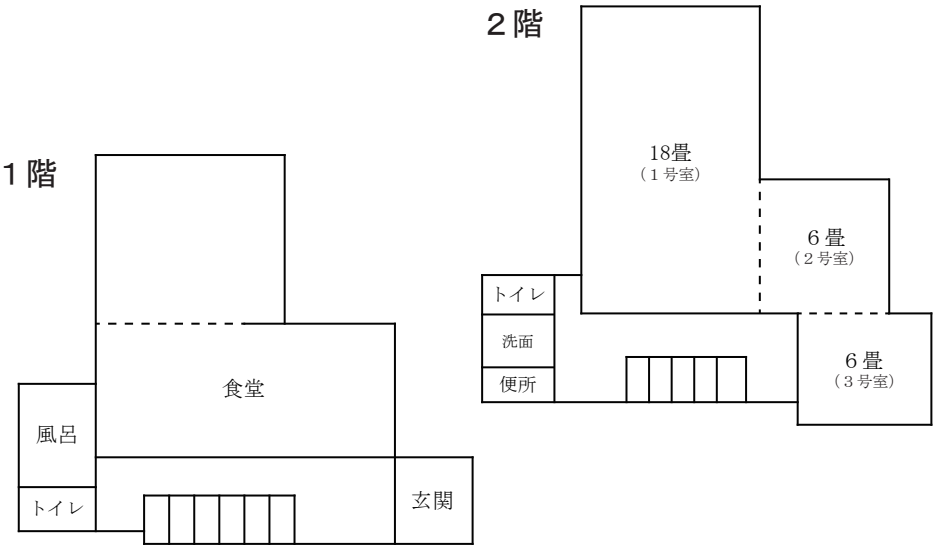 1階
食堂
風呂
トイレ
玄関
2階
18畳
（1号室）
6畳
（2号室）
トイレ
洗面
便所
6畳
（3号室）